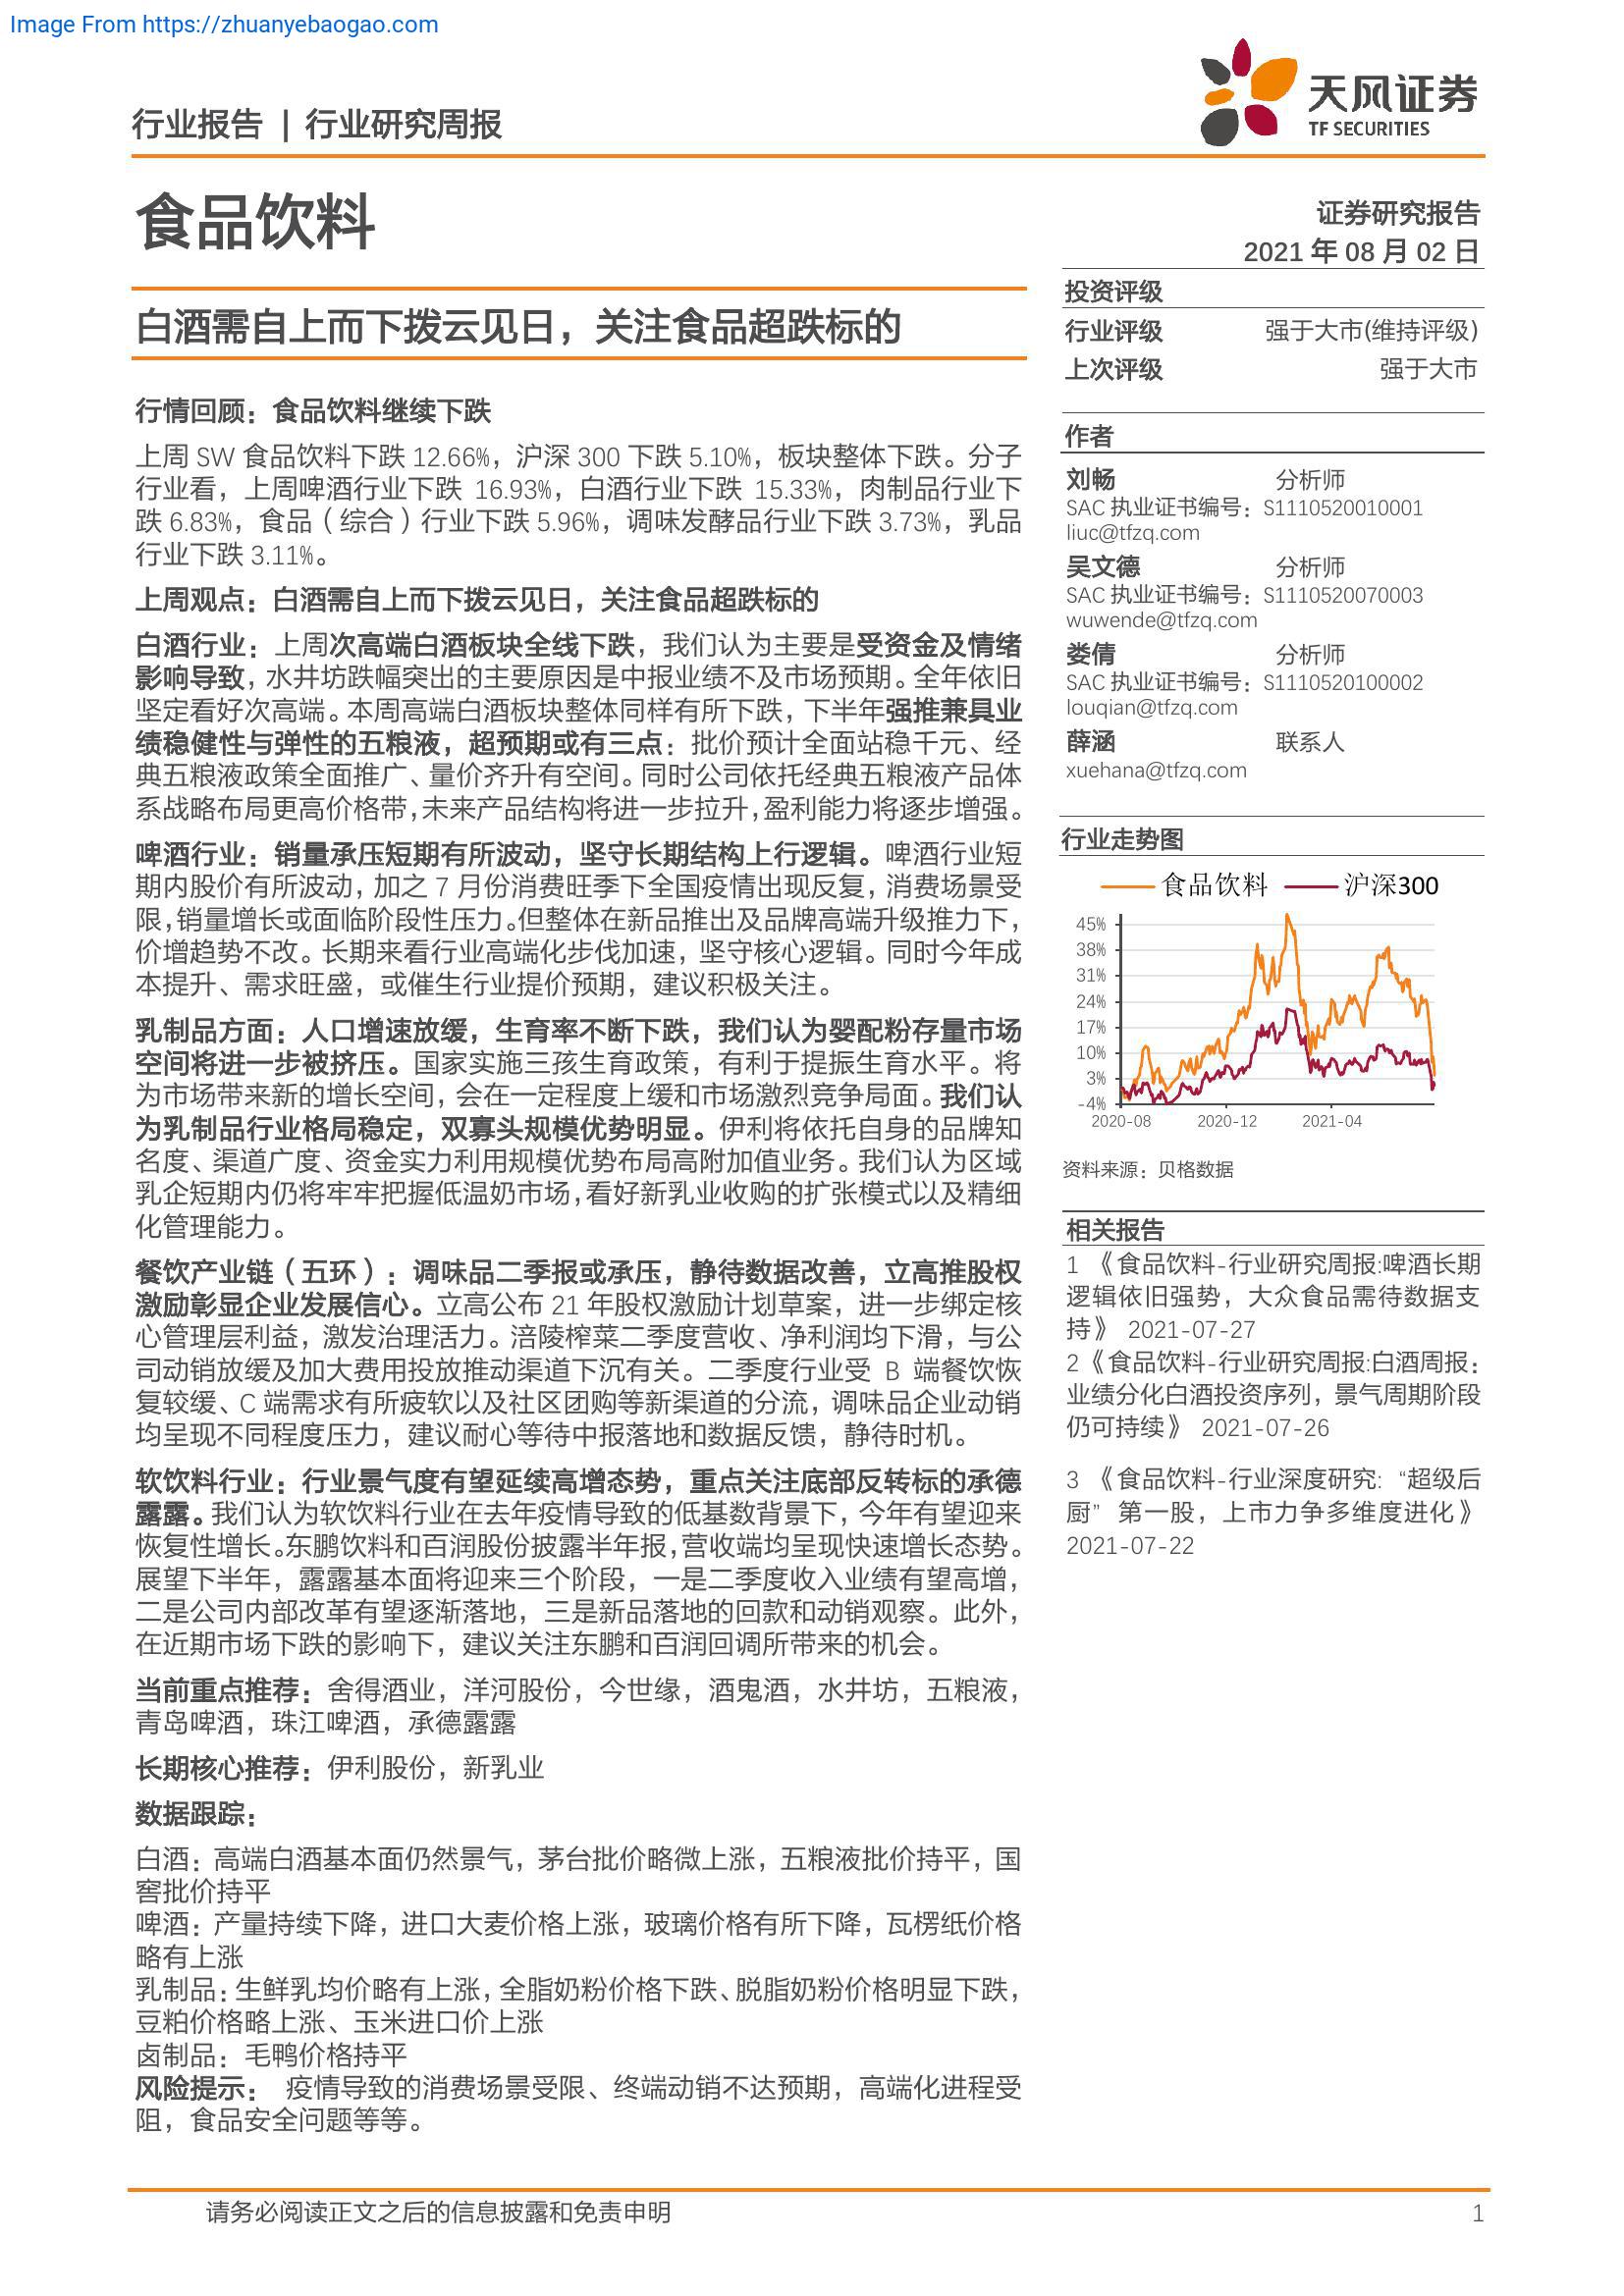 Image From https://zhuanyebaogao.com
行业报告 | 行业研究周报
天风证券
TF SECURITIES
食品饮料
证券研究报告
2021 年 08 月 02 日
白酒需自上而下拨云见日，关注食品超跌标的
行情回顾：食品饮料继续下跌
上周 SW 食品饮料下跌 12.66%，沪深 300 下跌 5.10%，板块整体下跌。分子
行业看，上周啤酒行业下跌 16.93%，白酒行业下跌 15.33%，肉制品行业下
跌 6.83%，食品（综合）行业下跌 5.96%，调味发酵品行业下跌 3.73%，乳品
行业下跌 3.11%。
上周观点：白酒需自上而下拨云见日，关注食品超跌标的
白酒行业：上周次高端白酒板块全线下跌，我们认为主要是受资金及情绪
影响导致，水井坊跌幅突出的主要原因是中报业绩不及市场预期。全年依旧
坚定看好次高端。本周高端白酒板块整体同样有所下跌，下半年强推兼具业
绩稳健性与弹性的五粮液，超预期或有三点：批价预计全面站稳千元、经
典五粮液政策全面推广、量价齐升有空间。同时公司依托经典五粮液产品体
系战略布局更高价格带，未来产品结构将进一步拉升，盈利能力将逐步增强。
啤酒行业：销量承压短期有所波动，坚守长期结构上行逻辑。啤酒行业短
期内股价有所波动，加之 7 月份消费旺季下全国疫情出现反复，消费场景受
限，销量增长或面临阶段性压力。但整体在新品推出及品牌高端升级推力下，
价增趋势不改。长期来看行业高端化步伐加速，坚守核心逻辑。同时今年成
本提升、需求旺盛，或催生行业提价预期，建议积极关注。
乳制品方面：人口增速放缓，生育率不断下跌，我们认为婴配粉存量市场
空间将进一步被挤压。国家实施三孩生育政策，有利于提振生育水平。将
为市场带来新的增长空间，会在一定程度上缓和市场激烈竞争局面。我们认
为乳制品行业格局稳定，双寡头规模优势明显。伊利将依托自身的品牌知
名度、渠道广度、资金实力利用规模优势布局高附加值业务。我们认为区域
乳企短期内仍将牢牢把握低温奶市场，看好新乳业收购的扩张模式以及精细
化管理能力。
餐饮产业链（五环）：调味品二季报或承压，静待数据改善，立高推股权
激励彰显企业发展信心。立高公布 21 年股权激励计划草案，进一步绑定核
心管理层利益，激发治理活力。涪陵榨菜二季度营收、净利润均下滑，与公
司动销放缓及加大费用投放推动渠道下沉有关。二季度行业受 B 端餐饮恢
复较缓、C 端需求有所疲软以及社区团购等新渠道的分流，调味品企业动销
均呈现不同程度压力，建议耐心等待中报落地和数据反馈，静待时机。
软饮料行业：行业景气度有望延续高增态势，重点关注底部反转标的承德
露露。我们认为软饮料行业在去年疫情导致的低基数背景下，今年有望迎来
恢复性增长。东鹏饮料和百润股份披露半年报，营收端均呈现快速增长态势。
展望下半年，露露基本面将迎来三个阶段，一是二季度收入业绩有望高增，
二是公司内部改革有望逐渐落地，三是新品落地的回款和动销观察。此外，
在近期市场下跌的影响下，建议关注东鹏和百润回调所带来的机会。
当前重点推荐：舍得酒业，洋河股份，今世缘，酒鬼酒，水井坊，五粮液，
青岛啤酒，珠江啤酒，承德露露
长期核心推荐：伊利股份，新乳业
数据跟踪：
白酒：高端白酒基本面仍然景气，茅台批价略微上涨，五粮液批价持平，国
窖批价持平
啤酒：产量持续下降，进口大麦价格上涨，玻璃价格有所下降，瓦楞纸价格
略有上涨
乳制品：生鲜乳均价略有上涨，全脂奶粉价格下跌、脱脂奶粉价格明显下跌，
豆粕价格略上涨、玉米进口价上涨
卤制品：毛鸭价格持平
风险提示： 疫情导致的消费场景受限、终端动销不达预期，高端化进程受
阻，食品安全问题等等。
投资评级
行业评级 强于大市(维持评级)
上次评级 强于大市
作者
刘畅 分析师
SAC 执业证书编号：S1110520010001
liuc@tfzq.com
吴文德 分析师
SAC 执业证书编号：S1110520070003
wuwende@tfzq.com
娄倩 分析师
SAC 执业证书编号：S1110520100002
louqian@tfzq.com
薛涵 联系人
xuehana@tfzq.com
行业走势图
食品饮料 沪深300
45%
38%
31%
24%
17%
10%
3%
-4%
2020-08 2020-12 2021-04
资料来源：贝格数据
相关报告
1 《食品饮料-行业研究周报:啤酒长期
逻辑依旧强势，大众食品需待数据支
持》 2021-07-27
2《食品饮料-行业研究周报:白酒周报：
业绩分化白酒投资序列，景气周期阶段
仍可持续》 2021-07-26
3 《食品饮料-行业深度研究: “超级后
厨” 第一股，上市力争多维度进化》
2021-07-22
请务必阅读正文之后的信息披露和免责申明 1